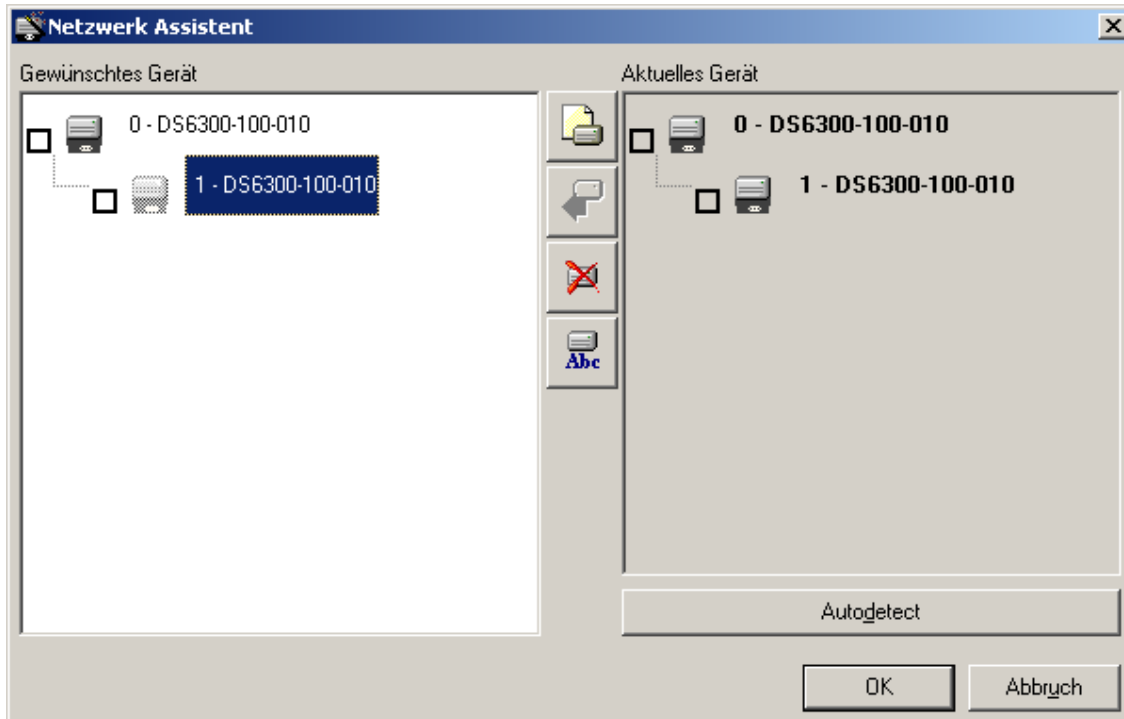 Netzwerk Assistent
Gewünschtes Gerät
Aktuelles Gerät
0 - DS6300-100-010
1 - DS6300-100-010
0 - DS6300-100-010
1 - DS6300-100-010
Abc
Autodetect
OK
Abbruch